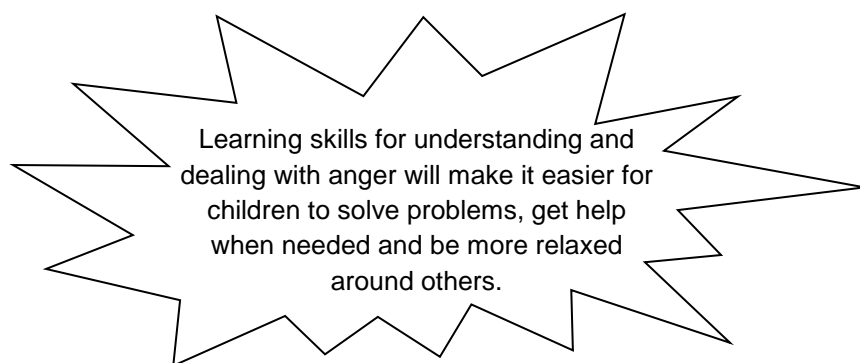 Learning skills for understanding and
dealing with anger will make it easier for
children to solve problems, get help
when needed and be more relaxed
around others.